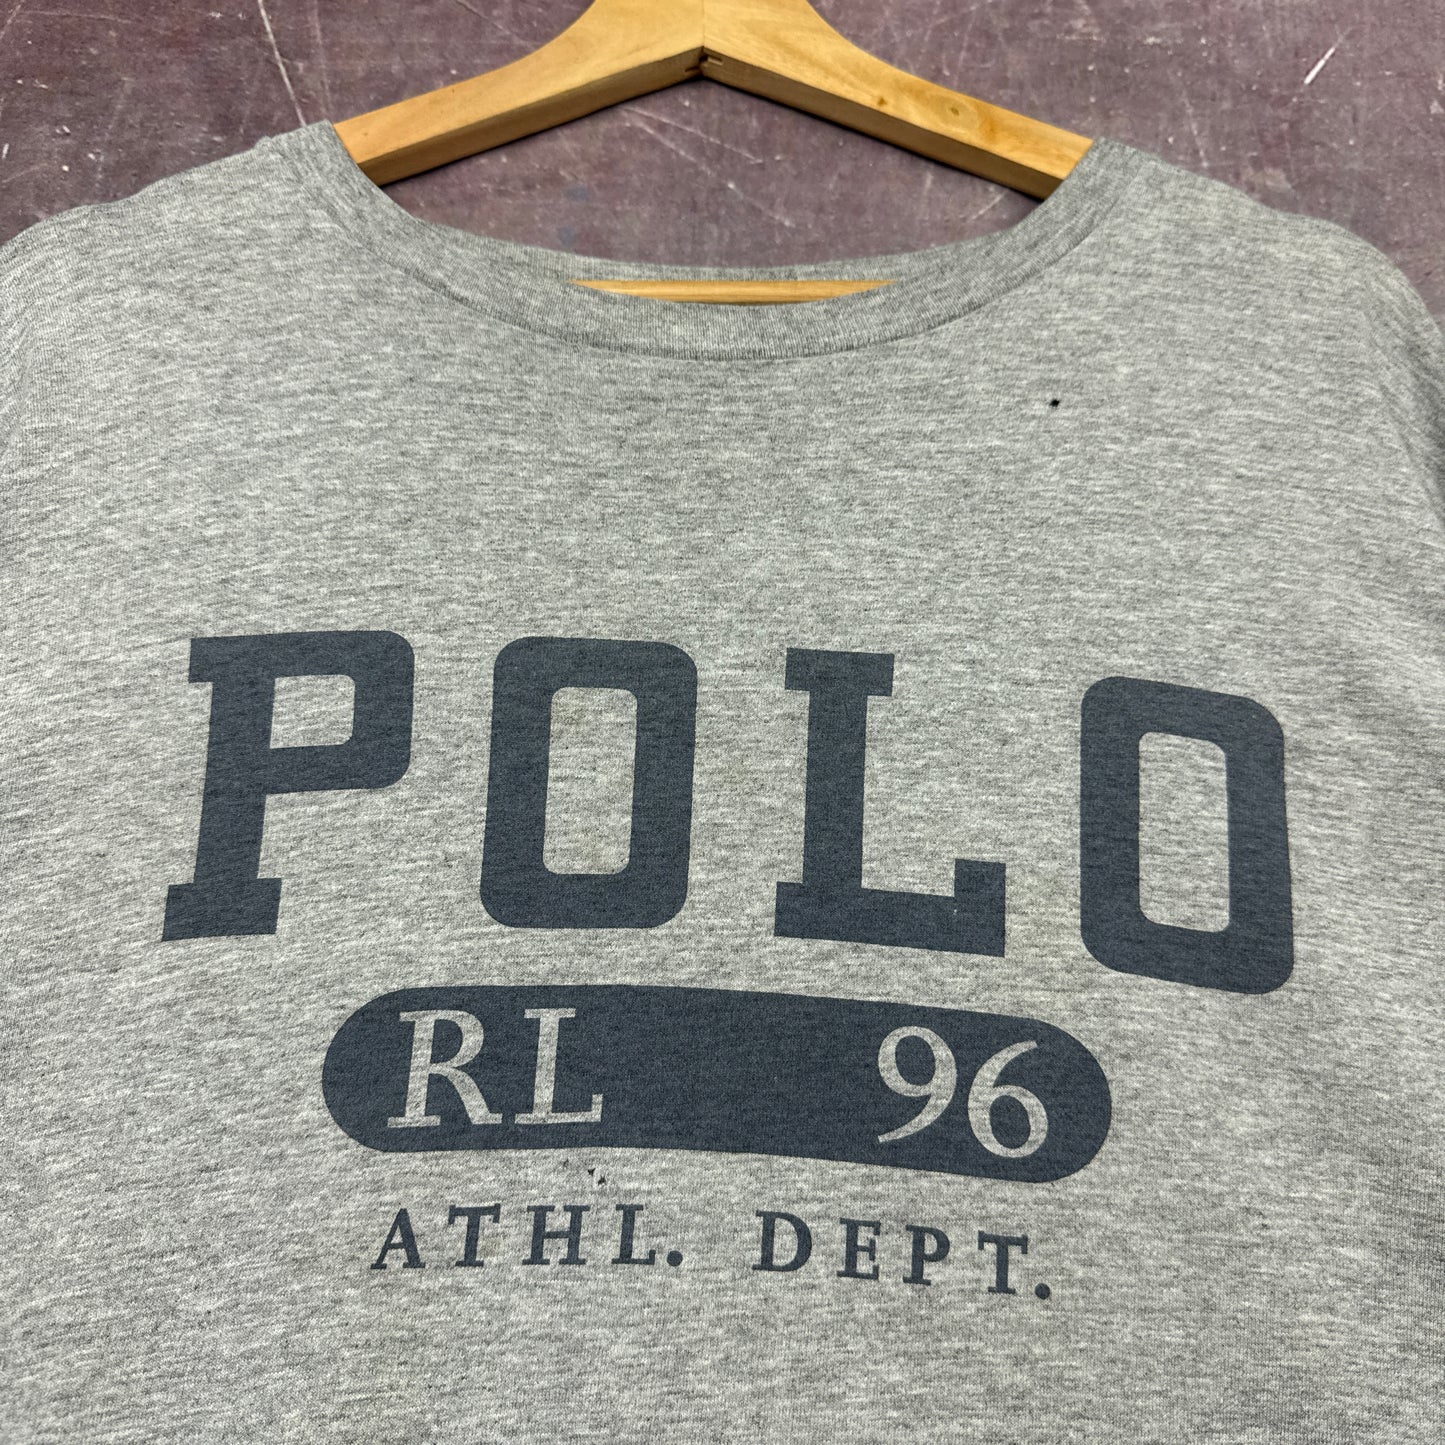 POLO
RL 96
ATHL. DEPT.